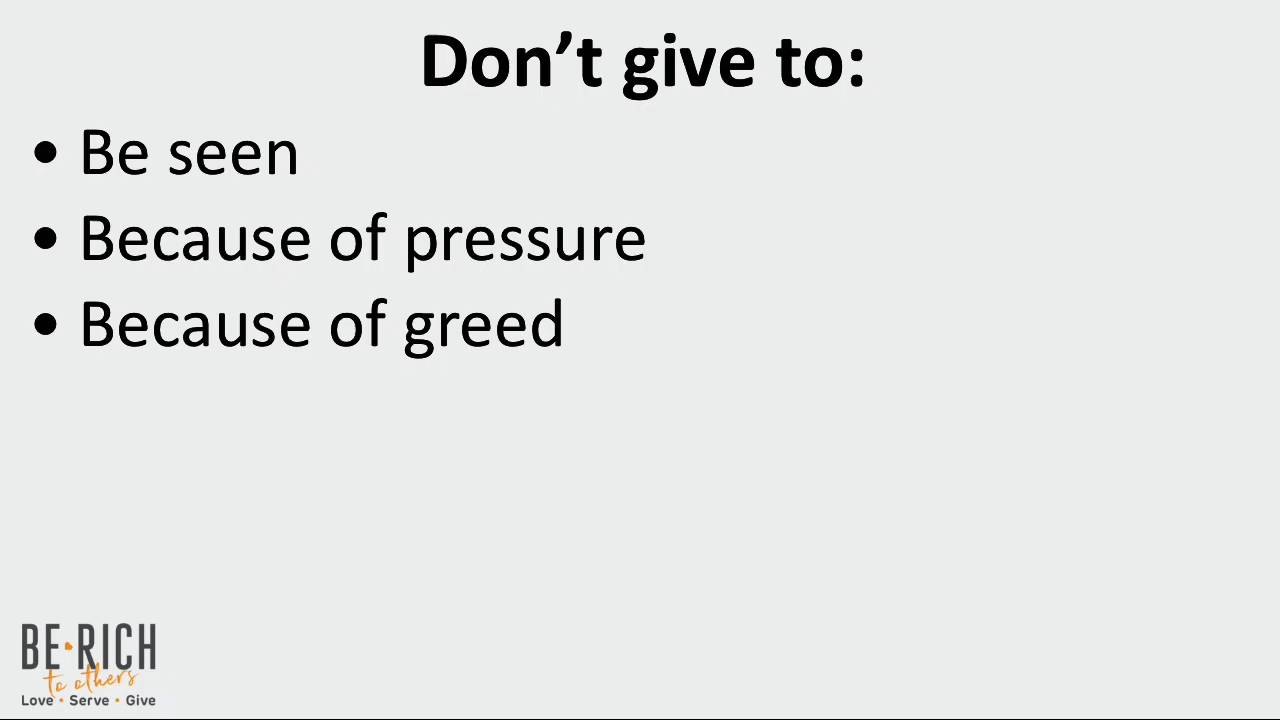 Don’t give to:
• Be seen
• Because of pressure
• Because of greed
BE•RICH
to others
Love • Serve • Give